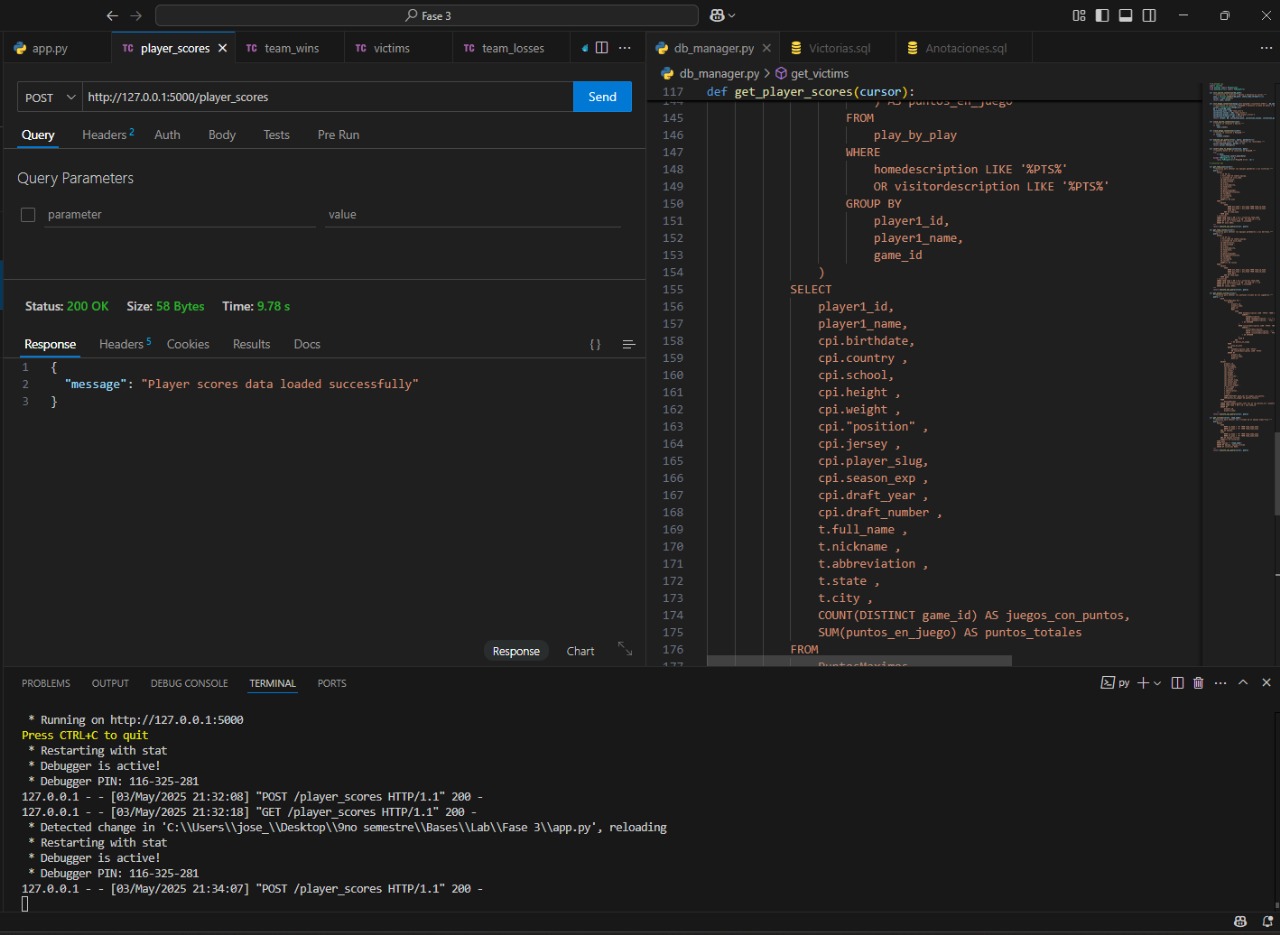 Fase 3
app.py
TC player_scores
TC team_wins
TC victims
TC team_losses
POST
http://127.0.0.1:5000/player_scores
Send
Query
Headers 2
Auth
Body
Tests
Pre Run
Query Parameters
parameter
value
Status: 200 OK Size: 58 Bytes Time: 9.78 s
Response
Headers 5
Cookies
Results
Docs
{ }
1 {
2 "message": "Player scores data loaded successfully"
3 }
Response
Chart
db_manager.py
Victorias.sql
Anotaciones.sql
db_manager.py > get_victims
117 def get_player_scores(cursor):
144 ) AS puntos_en_juego
145 FROM
146 play_by_play
147 WHERE
148 homedescription LIKE '%PTS%'
149 OR visitordescription LIKE '%PTS%'
150 GROUP BY
151 player1_id,
152 player1_name,
153 game_id
154 )
155 SELECT
156 player1_id,
157 player1_name,
158 cpi.birthdate,
159 cpi.country ,
160 cpi.school,
161 cpi.height ,
162 cpi.weight ,
163 cpi."position" ,
164 cpi.jersey ,
165 cpi.player_slug,
166 cpi.season_exp ,
167 cpi.draft_year ,
168 cpi.draft_number ,
169 t.full_name ,
170 t.nickname ,
171 t.abbreviation ,
172 t.state ,
173 t.city ,
174 COUNT(DISTINCT game_id) AS juegos_con_puntos,
175 SUM(puntos_en_juego) AS puntos_totales
176 FROM
177 PuntosMaximos
PROBLEMS
OUTPUT
DEBUG CONSOLE
TERMINAL
PORTS
py
* Running on http://127.0.0.1:5000
Press CTRL+C to quit
* Restarting with stat
* Debugger is active!
* Debugger PIN: 116-325-281
127.0.0.1 - - [03/May/2025 21:32:08] "POST /player_scores HTTP/1.1" 200 -
127.0.0.1 - - [03/May/2025 21:32:18] "GET /player_scores HTTP/1.1" 200 -
* Detected change in 'C:\\Users\\jose_\\Desktop\\9no semestre\\Bases\\Lab\\Fase 3\\app.py', reloading
* Restarting with stat
* Debugger is active!
* Debugger PIN: 116-325-281
127.0.0.1 - - [03/May/2025 21:34:07] "POST /player_scores HTTP/1.1" 200 -